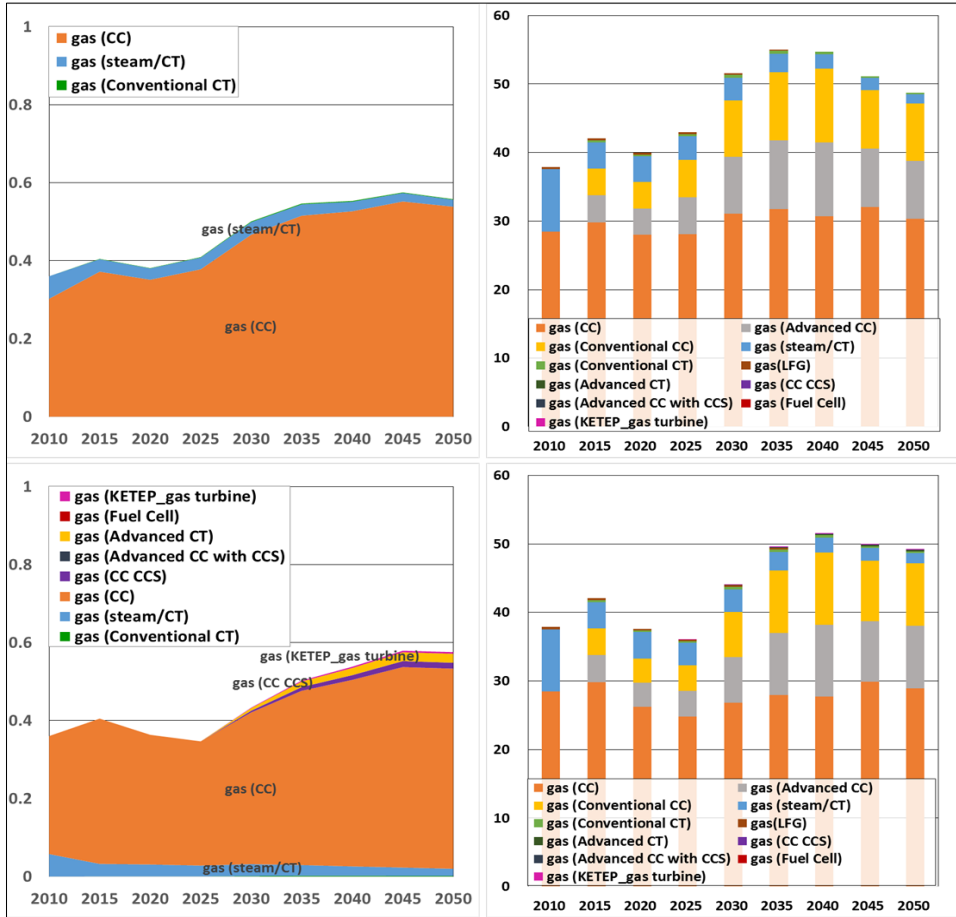 1
0.8
0.6
0.4
0.2
0
gas (CC)
gas (steam/CT)
gas (Conventional CT)
gas (steam/CT)
gas (CC)
2010 2015 2020 2025 2030 2035 2040 2045 2050
60
50
40
30
20
10
0
gas (CC) gas (Advanced CC)
gas (Conventional CC) gas (steam/CT)
gas (Conventional CT) gas(LFG)
gas (Advanced CT) gas (CC CCS)
gas (Advanced CC with CCS) gas (Fuel Cell)
gas (KETEP_gas turbine)
2010 2015 2020 2025 2030 2035 2040 2045 2050
1
0.8
0.6
0.4
0.2
0
gas (KETEP_gas turbine)
gas (Fuel Cell)
gas (Advanced CT)
gas (Advanced CC with CCS)
gas (CC CCS)
gas (CC)
gas (steam/CT)
gas (Conventional CT)
gas (KETEP_gas turbine)
gas (CC CCS)
gas (CC)
gas (steam/CT)
2010 2015 2020 2025 2030 2035 2040 2045 2050
60
50
40
30
20
10
0
gas (CC) gas (Advanced CC)
gas (Conventional CC) gas (steam/CT)
gas (Conventional CT) gas(LFG)
gas (Advanced CT) gas (CC CCS)
gas (Advanced CC with CCS) gas (Fuel Cell)
gas (KETEP_gas turbine)
2010 2015 2020 2025 2030 2035 2040 2045 2050